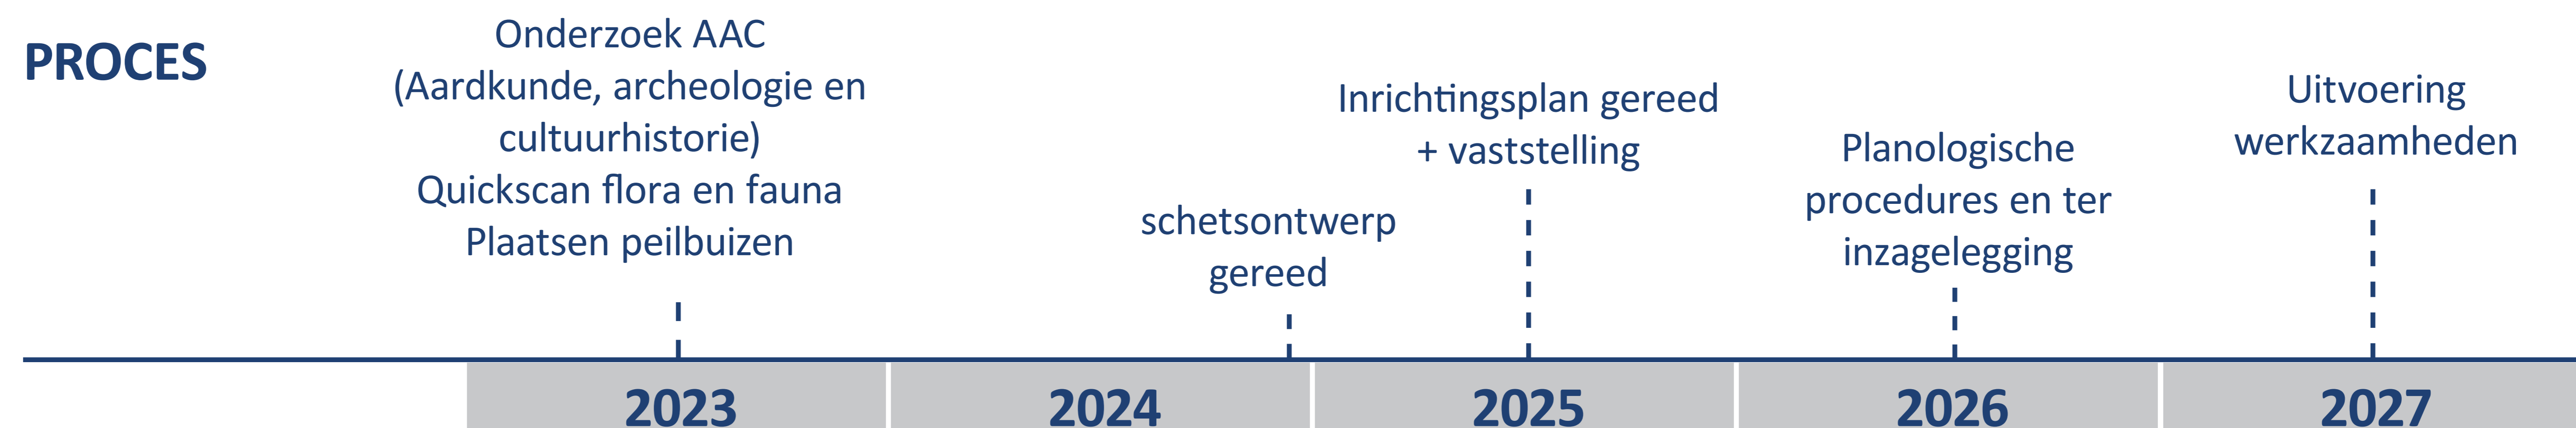 PROCES
Onderzoek AAC
(Aardkunde, archeologie en
cultuurhistorie)
Quickscan flora en fauna
Plaatsen peilbuizen
schetsontwerp
gereed
Inrichtingsplan gereed
+ vaststelling
Planologische
procedures en ter
inzagelegging
Uitvoering
werkzaamheden
2023
2024
2025
2026
2027